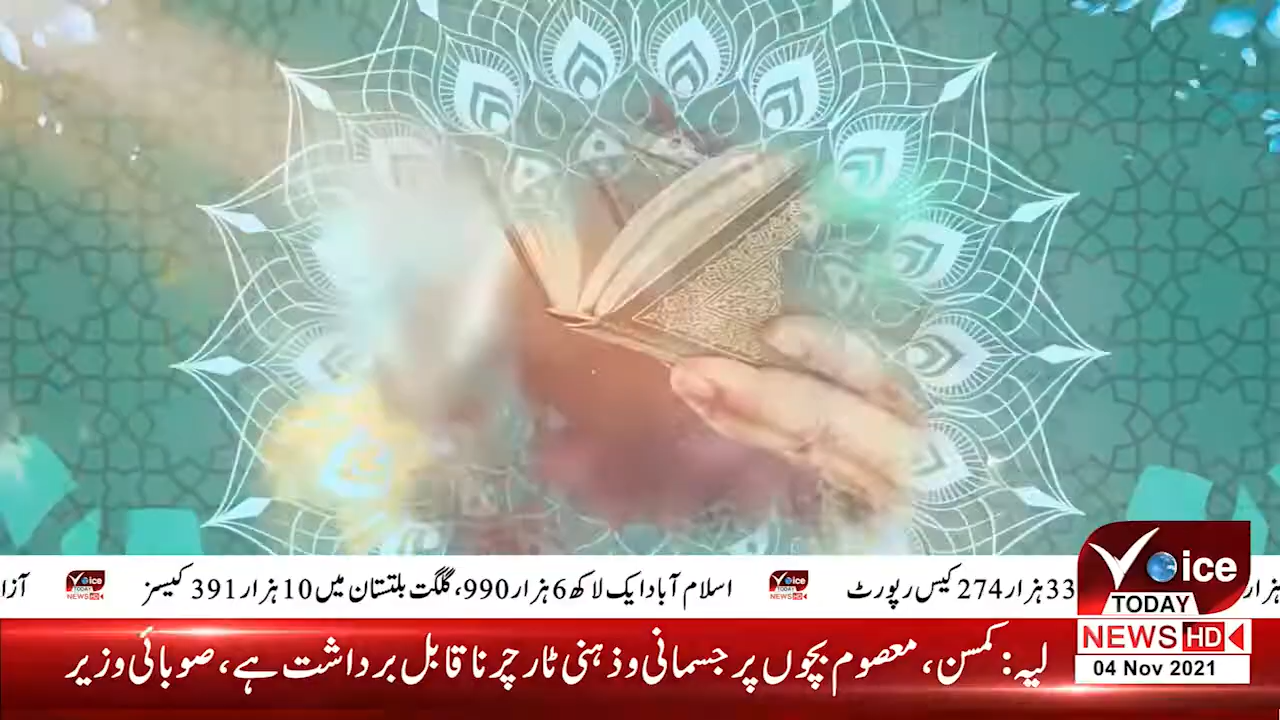 33 ہزار 274 کیس رپورٹ
اسلام آباد ایک لاکھ 6 ہزار 990، گلگت بلتستان میں 10 ہزار 391 کیسز
Voice
TODAY
NEWS HD
04 Nov 2021
لیہ: کمسن، معصوم بچوں پر جسمانی و ذہنی ٹارچر ناقابل برداشت ہے، صوبائی وزیر